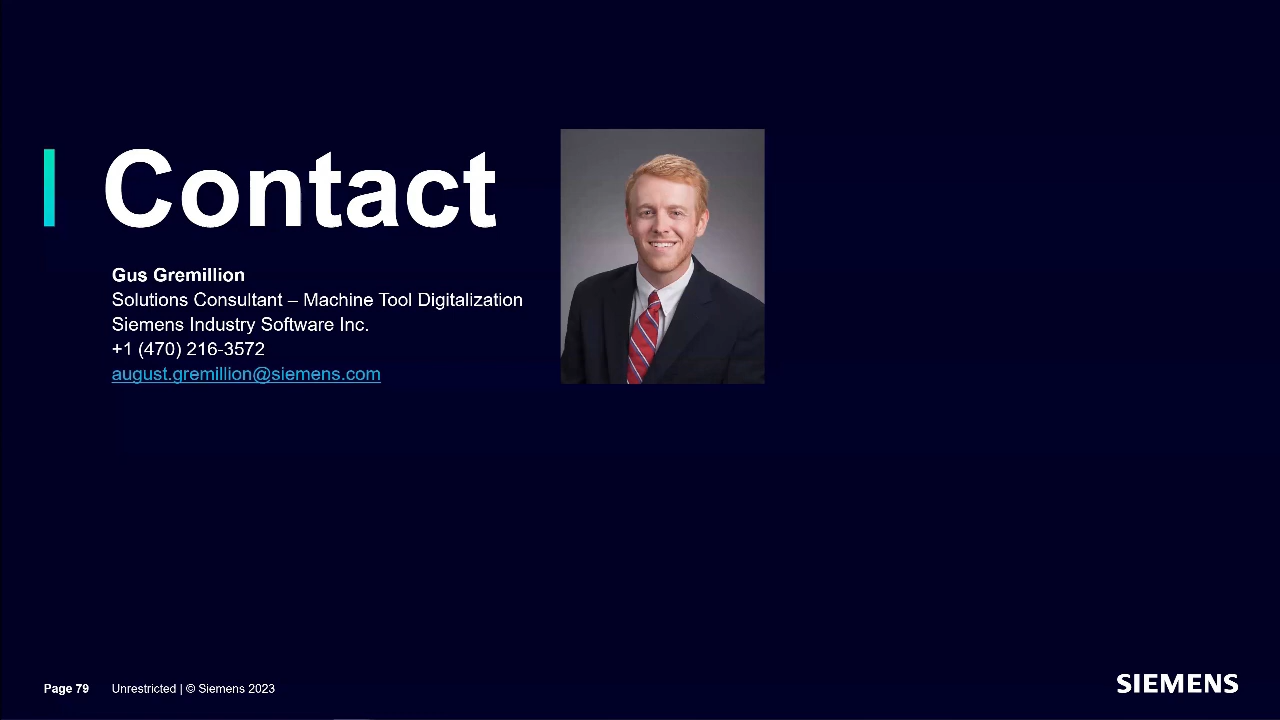 Contact
Gus Gremillion
Solutions Consultant – Machine Tool Digitalization
Siemens Industry Software Inc.
+1 (470) 216-3572
august.gremillion@siemens.com
Page 79 Unrestricted | © Siemens 2023
SIEMENS